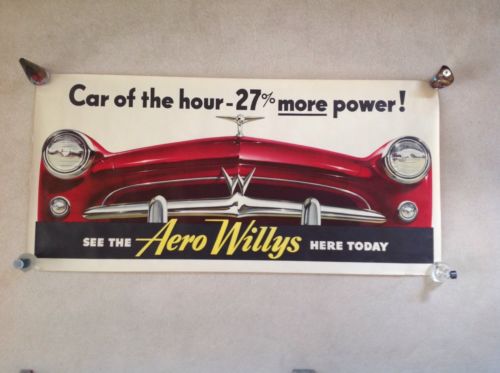 Car of the hour - 27% more power!
W
SEE THE Aero Willys HERE TODAY